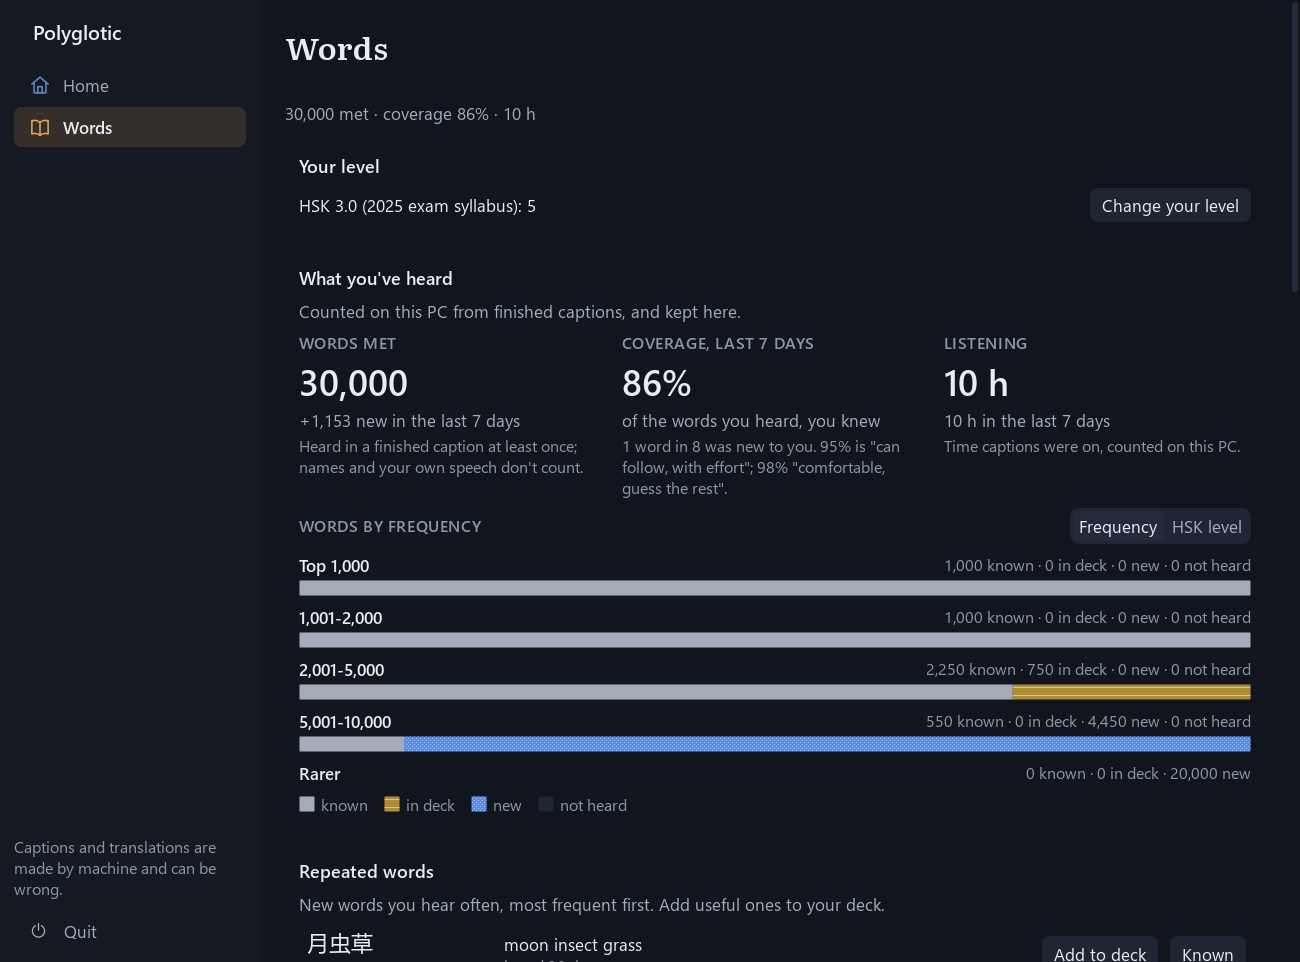 Polyglotic
Home
Words
Captions and translations are
made by machine and can be
wrong.
Quit
Words
30,000 met · coverage 86% · 10 h
Your level
HSK 3.0 (2025 exam syllabus): 5
Change your level
What you've heard
Counted on this PC from finished captions, and kept here.
WORDS MET
30,000
+1,153 new in the last 7 days
Heard in a finished caption at least once;
names and your own speech don't count.
COVERAGE, LAST 7 DAYS
86%
of the words you heard, you knew
1 word in 8 was new to you. 95% is "can
follow, with effort"; 98% "comfortable,
guess the rest".
LISTENING
10 h
10 h in the last 7 days
Time captions were on, counted on this PC.
WORDS BY FREQUENCY
Frequency HSK level
Top 1,000 1,000 known · 0 in deck · 0 new · 0 not heard
1,001-2,000 1,000 known · 0 in deck · 0 new · 0 not heard
2,001-5,000 2,250 known · 750 in deck · 0 new · 0 not heard
5,001-10,000 550 known · 0 in deck · 4,450 new · 0 not heard
Rarer 0 known · 0 in deck · 20,000 new
known in deck new not heard
Repeated words
New words you hear often, most frequent first. Add useful ones to your deck.
月虫草 moon insect grass
Add to deck Known